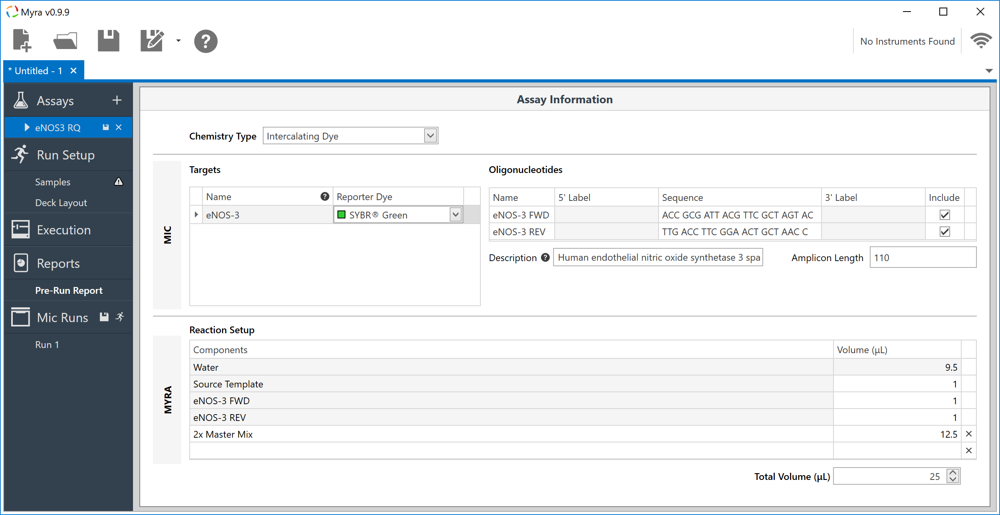 Myra v0.9.9
No Instruments Found
* Untitled - 1
Assays
eNOS3 RQ
Run Setup
Samples
Deck Layout
Execution
Reports
Pre-Run Report
Mic Runs
Run 1
Assay Information
Chemistry Type Intercalating Dye
MIC
Targets
Name Reporter Dye
eNOS-3 SYBR® Green
Oligonucleotides
Name 5' Label Sequence 3' Label Include
eNOS-3 FWD ACC GCG ATT ACG TTC GCT AGT AC
eNOS-3 REV TTG ACC TTC GGA ACT GCT AAC C
Description Human endothelial nitric oxide synthetase 3 spa Amplicon Length 110
MYRA
Reaction Setup
Components Volume (µL)
Water 9.5
Source Template 1
eNOS-3 FWD 1
eNOS-3 REV 1
2x Master Mix 12.5
Total Volume (µL) 25